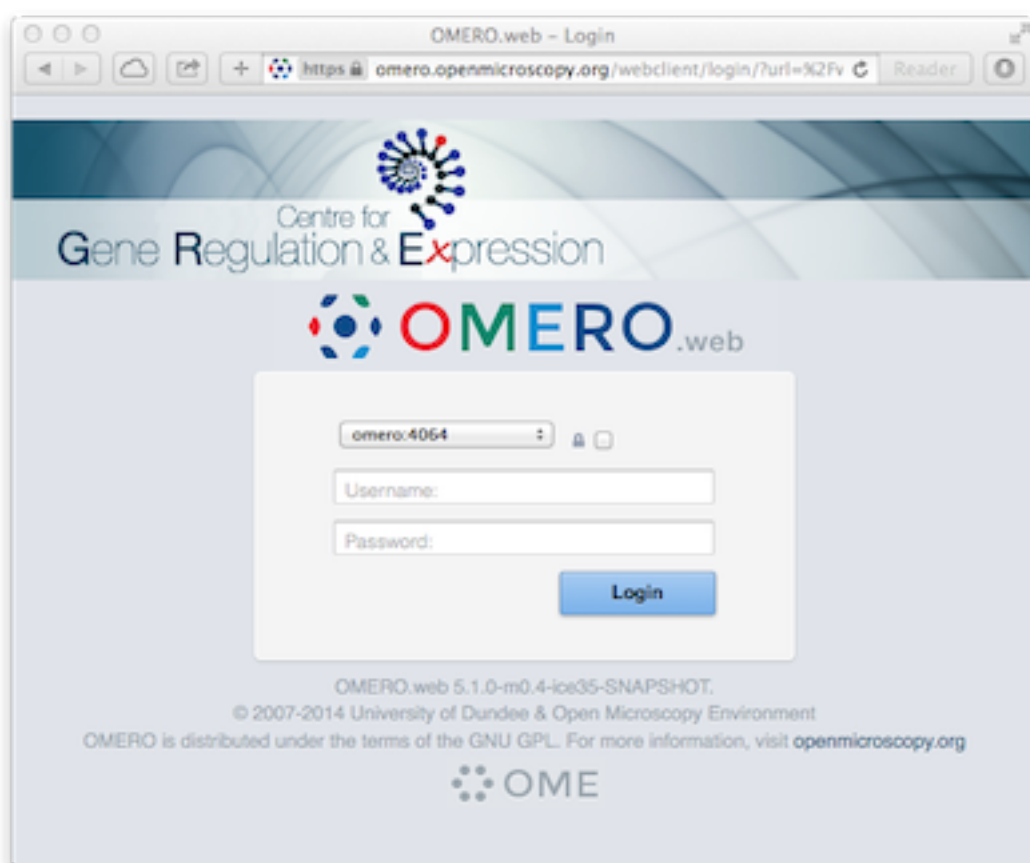 OMERO.web – Login
https omero.openmicroscopy.org/webclient/login/?url=%2Fv Reader
Centre for
Gene Regulation & Expression
OMERO.web
omero:4064
Username:
Password:
Login
OMERO.web 5.1.0-m0.4-ice35-SNAPSHOT.
© 2007-2014 University of Dundee & Open Microscopy Environment
OMERO is distributed under the terms of the GNU GPL. For more information, visit openmicroscopy.org
OME